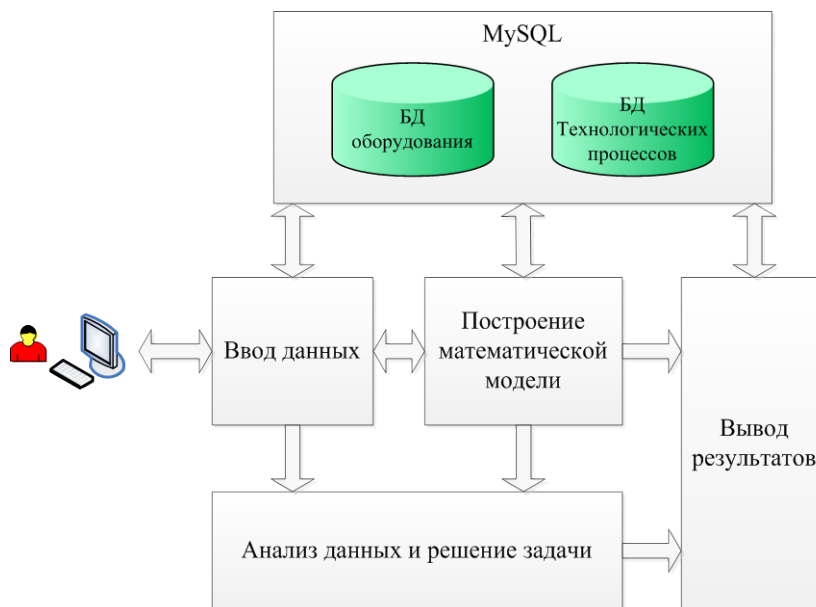 MySQL
БД
оборудования
БД
Технологических
процессов
Ввод данных
Построение
математической
модели
Вывод
результатов
Анализ данных и решение задачи